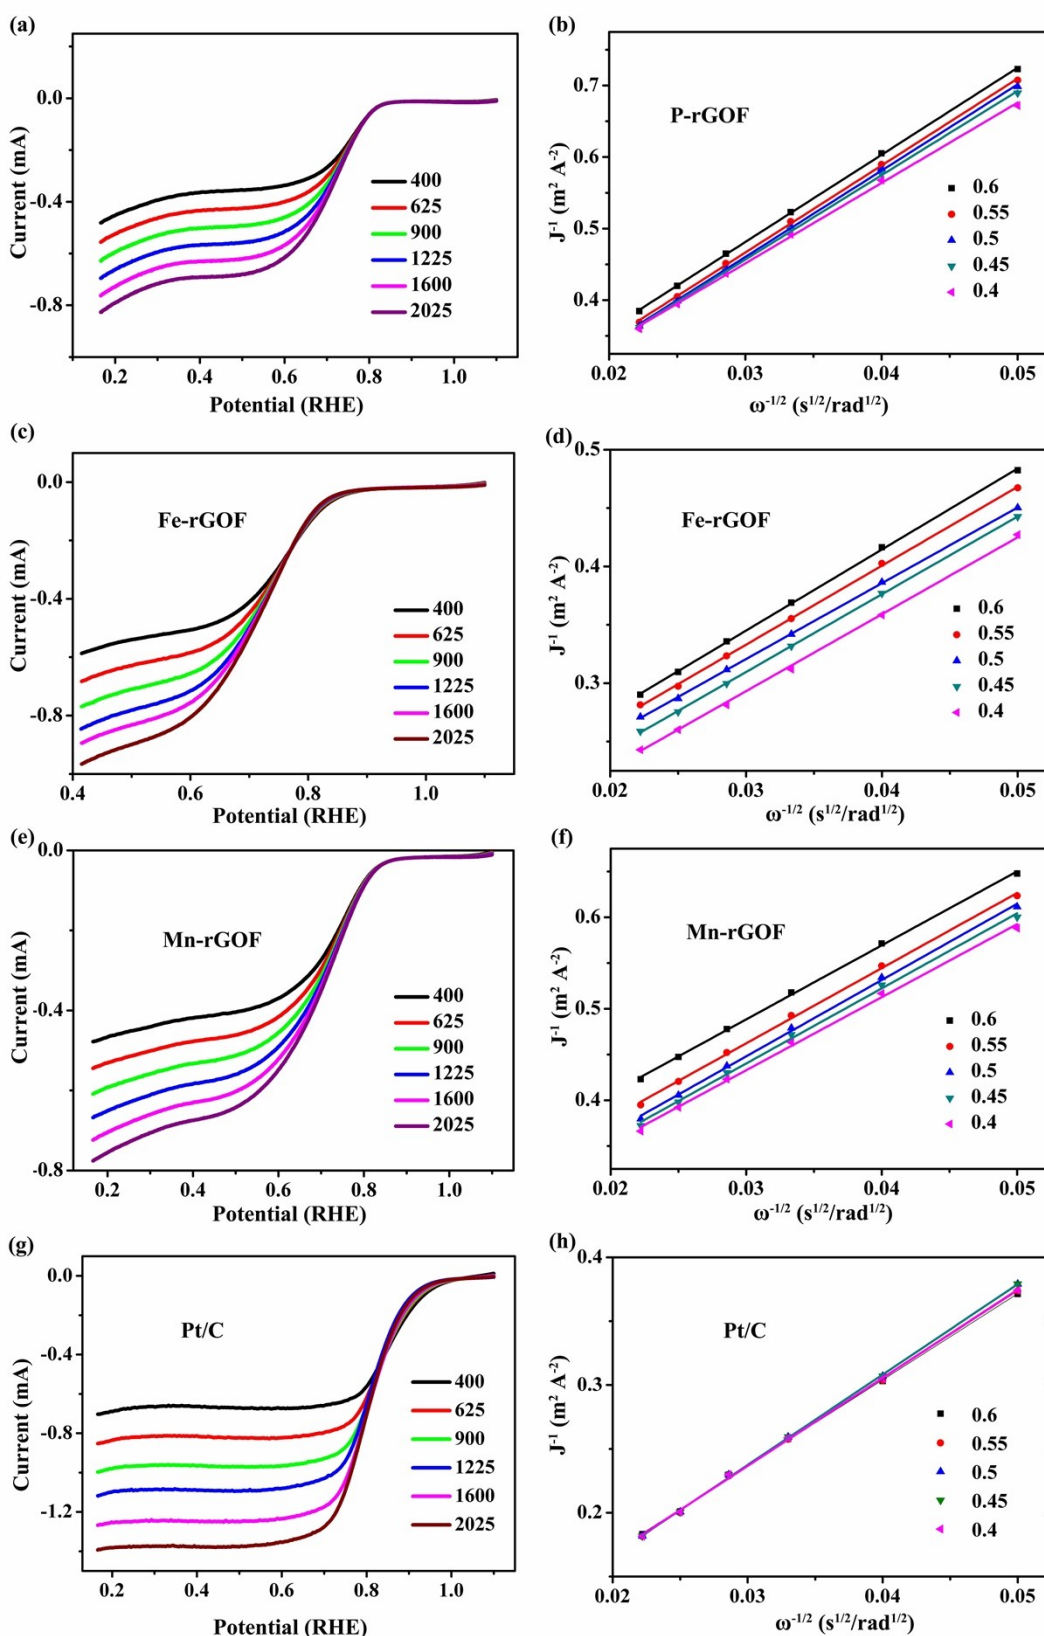 (a)
0.0
-0.4
-0.8
Current (mA)
400
625
900
1225
1600
2025
0.2 0.4 0.6 0.8 1.0
Potential (RHE)
(b)
0.7
0.6
0.5
0.4
J⁻¹ (m² A⁻²)
P-rGOF
0.6
0.55
0.5
0.45
0.4
0.02 0.03 0.04 0.05
ω⁻¹/² (s¹/²/rad¹/²)
(c)
0.0
-0.4
-0.8
Current (mA)
Fe-rGOF
400
625
900
1225
1600
2025
0.4 0.6 0.8 1.0
Potential (RHE)
(d)
0.5
0.4
0.3
J⁻¹ (m² A⁻²)
Fe-rGOF
0.6
0.55
0.5
0.45
0.4
0.02 0.03 0.04 0.05
ω⁻¹/² (s¹/²/rad¹/²)
(e)
0.0
-0.4
-0.8
Current (mA)
Mn-rGOF
400
625
900
1225
1600
2025
0.2 0.4 0.6 0.8 1.0
Potential (RHE)
(f)
0.6
0.5
0.4
J⁻¹ (m² A⁻²)
Mn-rGOF
0.6
0.55
0.5
0.45
0.4
0.02 0.03 0.04 0.05
ω⁻¹/² (s¹/²/rad¹/²)
(g)
0.0
-0.4
-0.8
-1.2
Current (mA)
Pt/C
400
625
900
1225
1600
2025
0.2 0.4 0.6 0.8 1.0
Potential (RHE)
(h)
0.4
0.3
0.2
J⁻¹ (m² A⁻²)
Pt/C
0.6
0.55
0.5
0.45
0.4
0.02 0.03 0.04 0.05
ω⁻¹/² (s¹/²/rad¹/²)